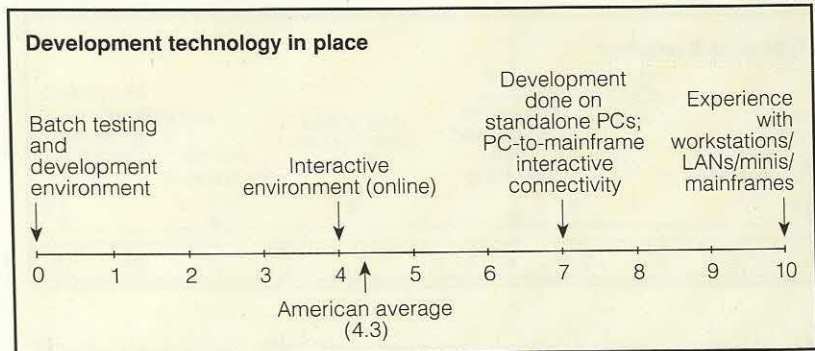 Development technology in place
Batch testing
and
development
environment
Interactive
environment (online)
Development
done on
standalone PCs;
PC-to-mainframe
interactive
connectivity
Experience
with
workstations/
LANs/minis/
mainframes
0 1 2 3 4 5 6 7 8 9 10
American average
(4.3)